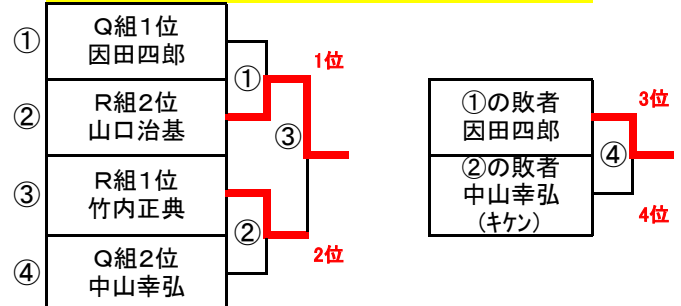 ①
Q組1位
因田四郎
②
R組2位
山口治基
③
R組1位
竹内正典
④
Q組2位
中山幸弘
①
②
③
1位
2位
①の敗者
因田四郎
②の敗者
中山幸弘
(ｷｹﾝ)
④
3位
4位